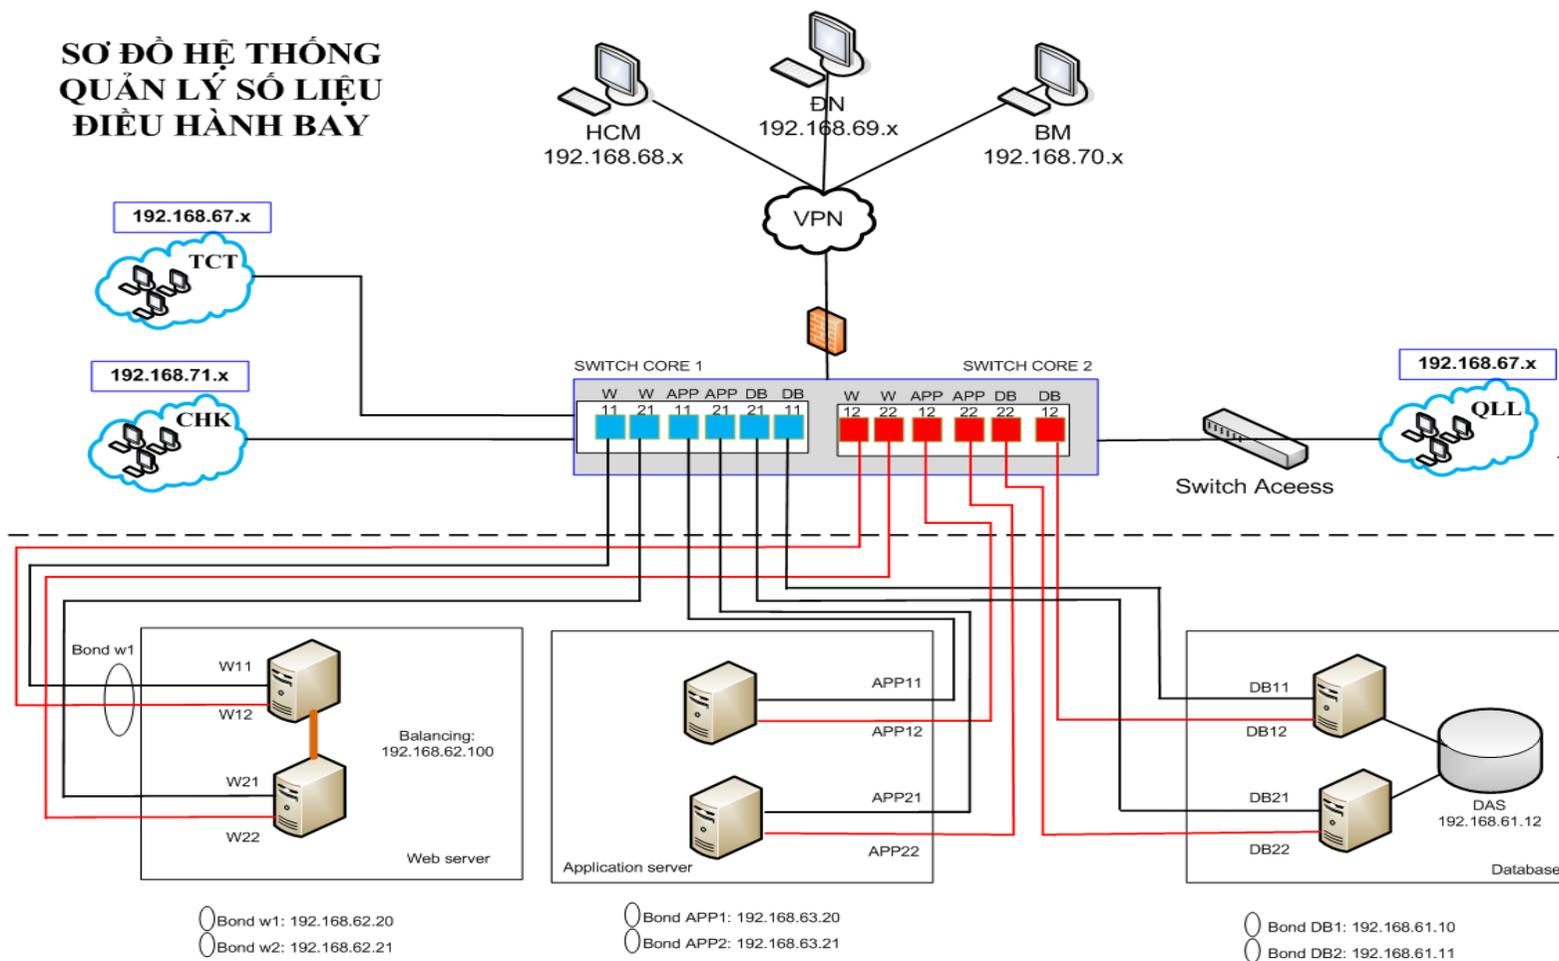 SƠ ĐỒ HỆ THỐNG
QUẢN LÝ SỐ LIỆU
ĐIỀU HÀNH BAY
HCM
192.168.68.x
ĐN
192.168.69.x
BM
192.168.70.x
VPN
192.168.67.x
TCT
192.168.71.x
CHK
SWITCH CORE 1
W W APP APP DB DB
11 21 11 21 21 11
SWITCH CORE 2
W W APP APP DB DB
12 22 12 22 22 12
192.168.67.x
QLL
Switch Aceess
Bond w1
W11
W12
Balancing:
192.168.62.100
W21
W22
Web server
APP11
APP12
APP21
APP22
Application server
DB11
DB12
DB21
DB22
DAS
192.168.61.12
Database
Bond w1: 192.168.62.20
Bond w2: 192.168.62.21
Bond APP1: 192.168.63.20
Bond APP2: 192.168.63.21
Bond DB1: 192.168.61.10
Bond DB2: 192.168.61.11